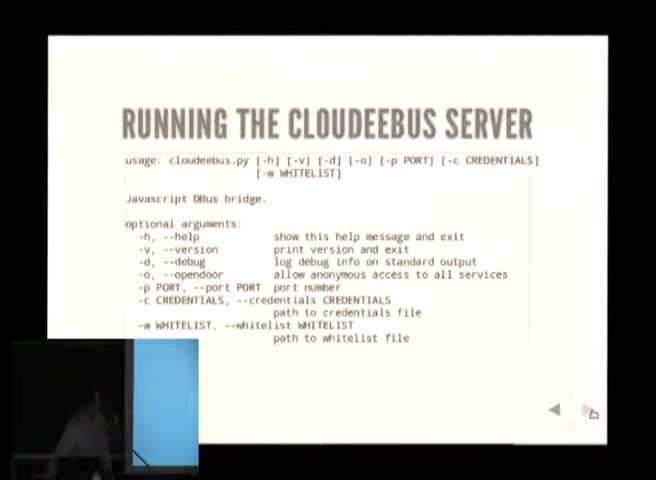 RUNNING THE CLOUDEEBUS SERVER
usage: cloudeebus.py [-h] [-v] [-d] [-o] [-p PORT] [-c CREDENTIALS]
[-w WHITELIST]
Javascript DBus bridge.
optional arguments:
-h, --help show this help message and exit
-v, --version print version and exit
-d, --debug log debug info on standard output
-o, --opendoor allow anonymous access to all services
-p PORT, --port PORT port number
-c CREDENTIALS, --credentials CREDENTIALS
path to credentials file
-w WHITELIST, --whitelist WHITELIST
path to whitelist file